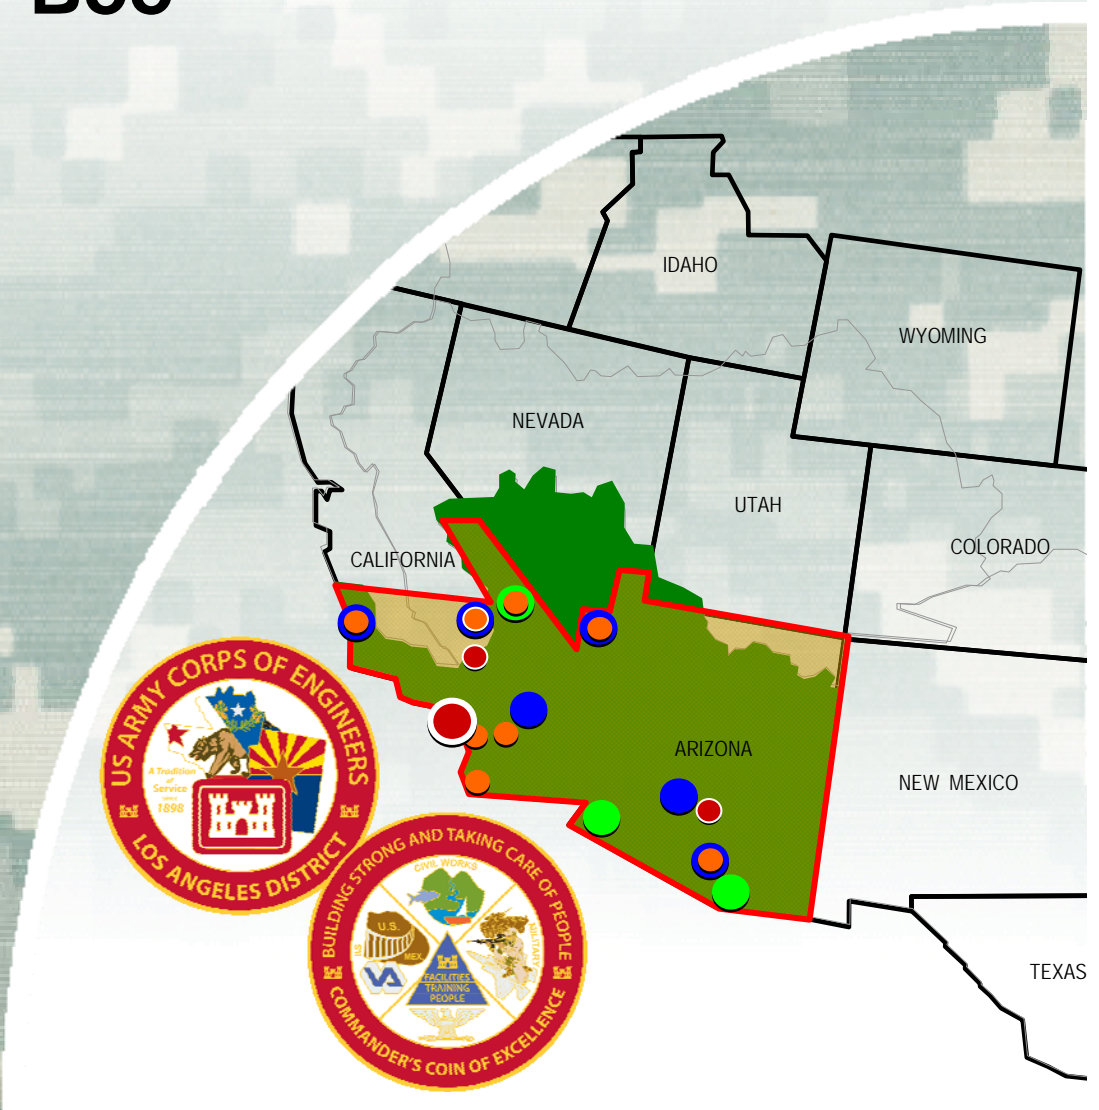 IDAHO
WYOMING
NEVADA
UTAH
COLORADO
CALIFORNIA
ARIZONA
NEW MEXICO
TEXAS
US ARMY CORPS OF ENGINEERS
A Tradition
of
Service
since
1898
LOS ANGELES DISTRICT
BUILDING STRONG AND TAKING CARE OF PEOPLE
CIVIL WORKS
U.S.
MEX.
IIS
MILITARY
VA
FACILITIES
TRAINING
PEOPLE
COMMANDER'S COIN OF EXCELLENCE